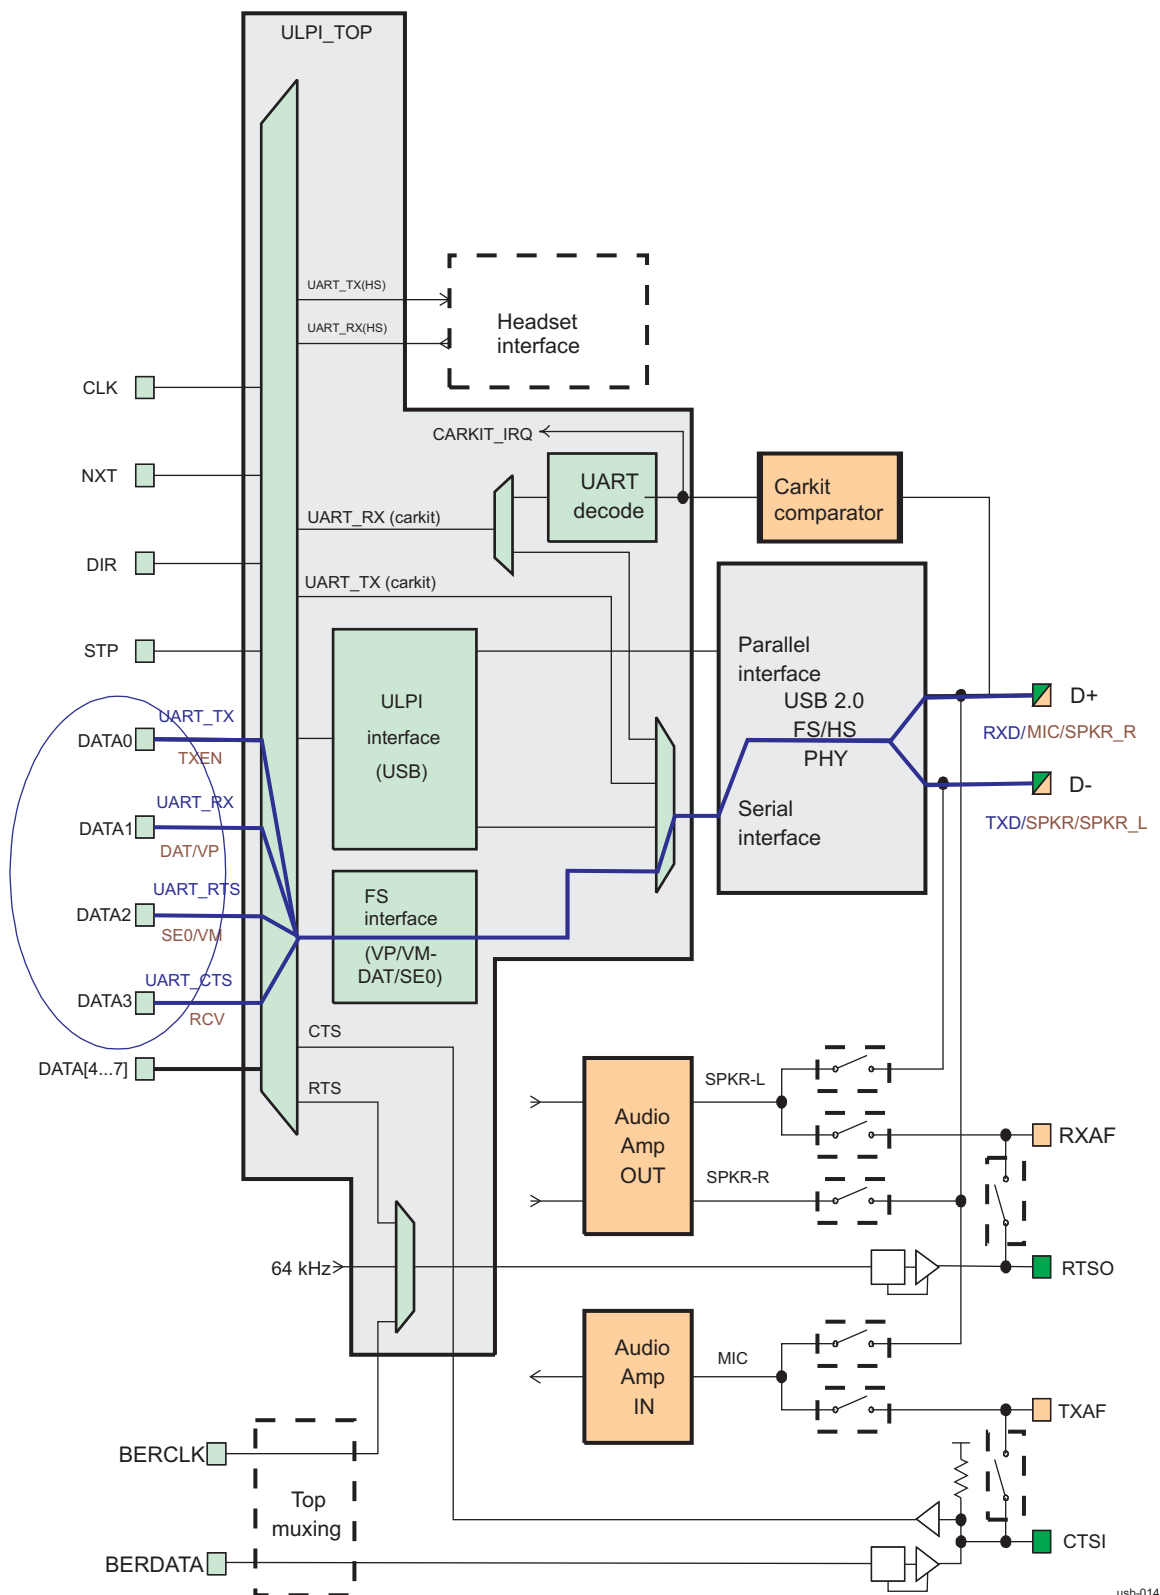 ULPI_TOP
UART_TX(HS)
UART_RX(HS)
Headset
interface
CLK
CARKIT_IRQ
NXT
UART
decode
Carkit
comparator
UART_RX (carkit)
DIR
UART_TX (carkit)
STP
Parallel
interface
ULPI
interface
(USB)
USB 2.0
FS/HS
PHY
D+
RXD/MIC/SPKR_R
UART_TX
DATA0
TXEN
D-
TXD/SPKR/SPKR_L
UART_RX
DATA1
DAT/VP
Serial
interface
UART_RTS
DATA2
SE0/VM
FS
interface
(VP/VM-
DAT/SE0)
UART_CTS
DATA3
RCV
CTS
DATA[4...7]
RTS
SPKR-L
Audio
Amp
OUT
RXAF
SPKR-R
64 kHz
RTSO
Audio
Amp
IN
MIC
TXAF
BERCLK
Top
muxing
CTSI
BERDATA
usb-014